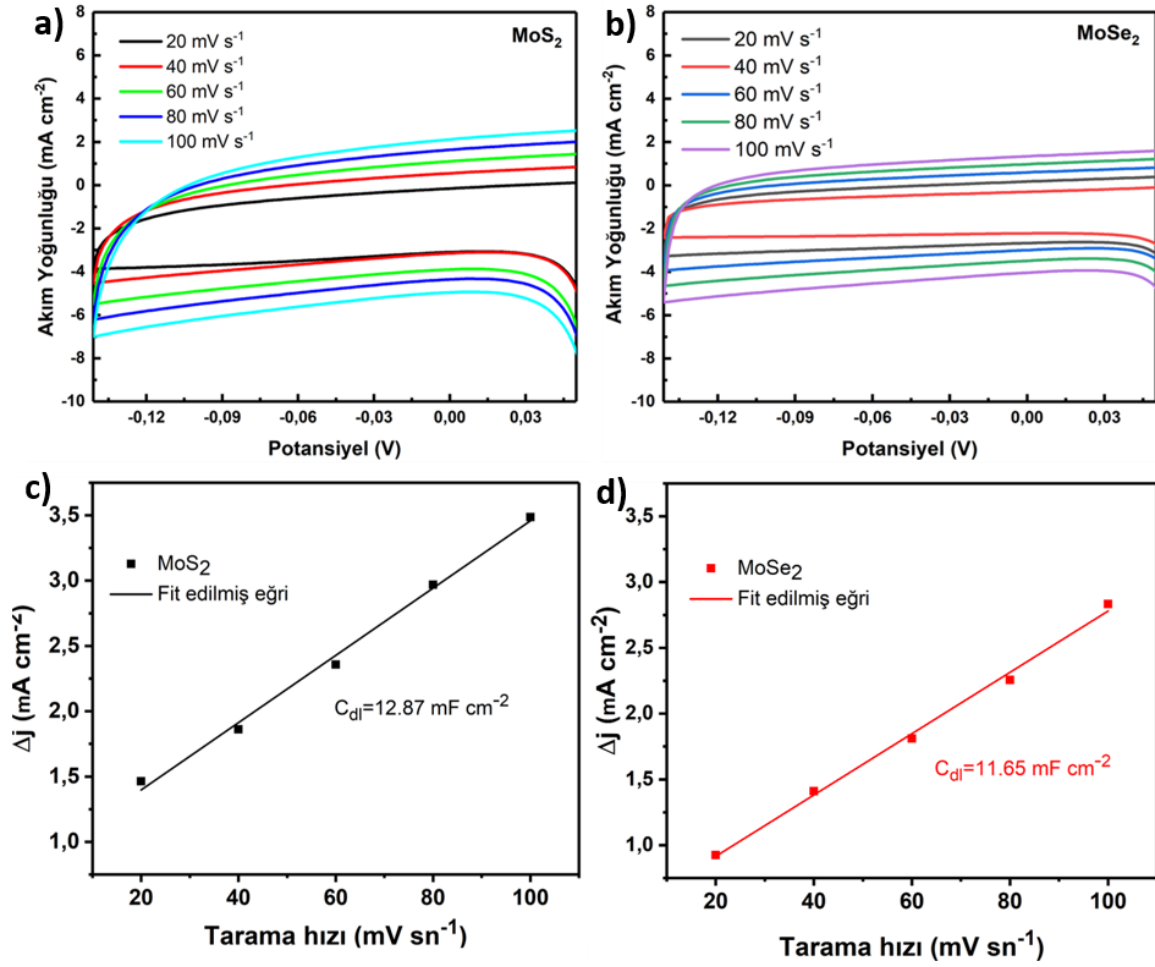 a)
MoS2
20 mV s-1
40 mV s-1
60 mV s-1
80 mV s-1
100 mV s-1
8
6
4
2
0
-2
-4
-6
-8
-10
Akım Yoğunluğu (mA cm-2)
-0,12
-0,09
-0,06
-0,03
0,00
0,03
Potansiyel (V)
b)
MoSe2
20 mV s-1
40 mV s-1
60 mV s-1
80 mV s-1
100 mV s-1
8
6
4
2
0
-2
-4
-6
-8
-10
Akım Yoğunluğu (mA cm-2)
-0,12
-0,09
-0,06
-0,03
0,00
0,03
Potansiyel (V)
c)
MoS2
Fit edilmiş eğri
Cdl=12.87 mF cm-2
3,5
3,0
2,5
2,0
1,5
1,0
Δj (mA cm-2)
20
40
60
80
100
Tarama hızı (mV sn-1)
d)
MoSe2
Fit edilmiş eğri
Cdl=11.65 mF cm-2
3,5
3,0
2,5
2,0
1,5
1,0
Δj (mA cm-2)
20
40
60
80
100
Tarama hızı (mV sn-1)